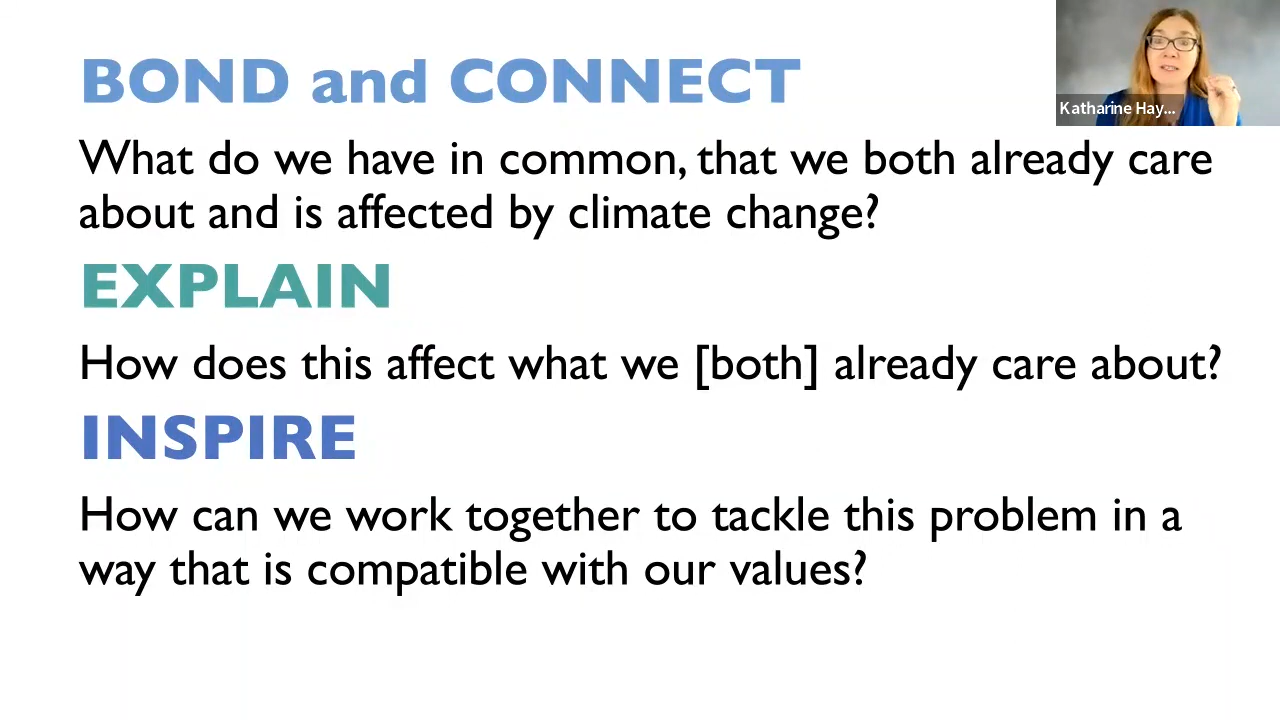 BOND and CONNECT
Katharine Hay...
What do we have in common, that we both already care
about and is affected by climate change?
EXPLAIN
How does this affect what we [both] already care about?
INSPIRE
How can we work together to tackle this problem in a
way that is compatible with our values?